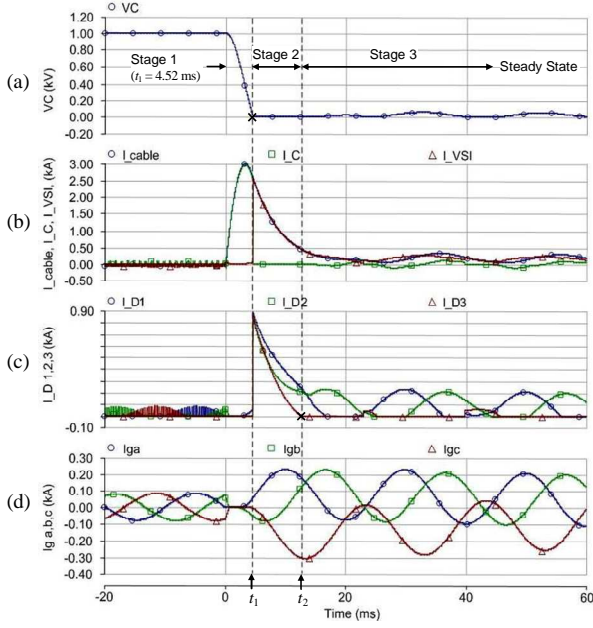 VC
1.20
1.00
0.80
0.60
0.40
0.20
0.00
-0.20
VC (kV)
(a)
Stage 1
(t1 = 4.52 ms)
Stage 2
Stage 3
Steady State
I_cable
I_C
I_VSI
3.00
2.50
2.00
1.50
1.00
0.50
0.00
-0.50
I_cable, I_C, I_VSI, (kA)
(b)
I_D1
I_D2
I_D3
0.90
-0.10
I_D 1,2,3 (kA)
(c)
Iga
Igb
Igc
0.30
0.20
0.10
0.00
-0.10
-0.20
-0.30
-0.40
Ig a,b,c (kA)
(d)
-20
0
20
40
60
t1
t2
Time (ms)